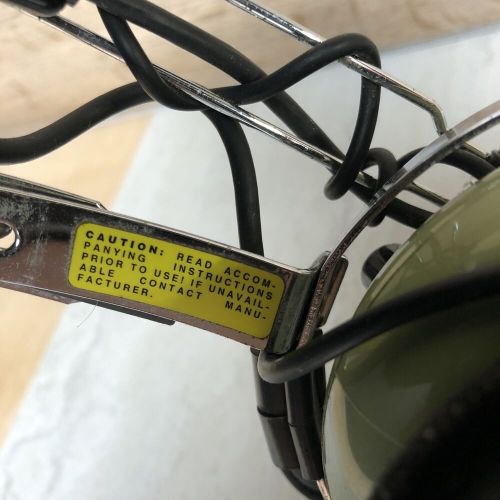 CAUTION: READ ACCOM-
PANYING INSTRUCTIONS
PRIOR TO USE! IF UNAVAIL-
ABLE CONTACT MANU-
FACTURER.